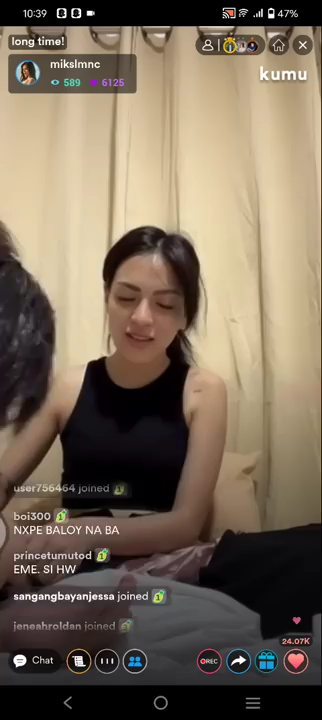 10:39
47%
long time!
mikslmnc
589
6125
kumu
user756464 joined
boi300
NXPE BALOY NA BA
princetumutod
EME. SI HW
sangangbayanjessa joined
jeneahroldan joined
24.07K
Chat
REC